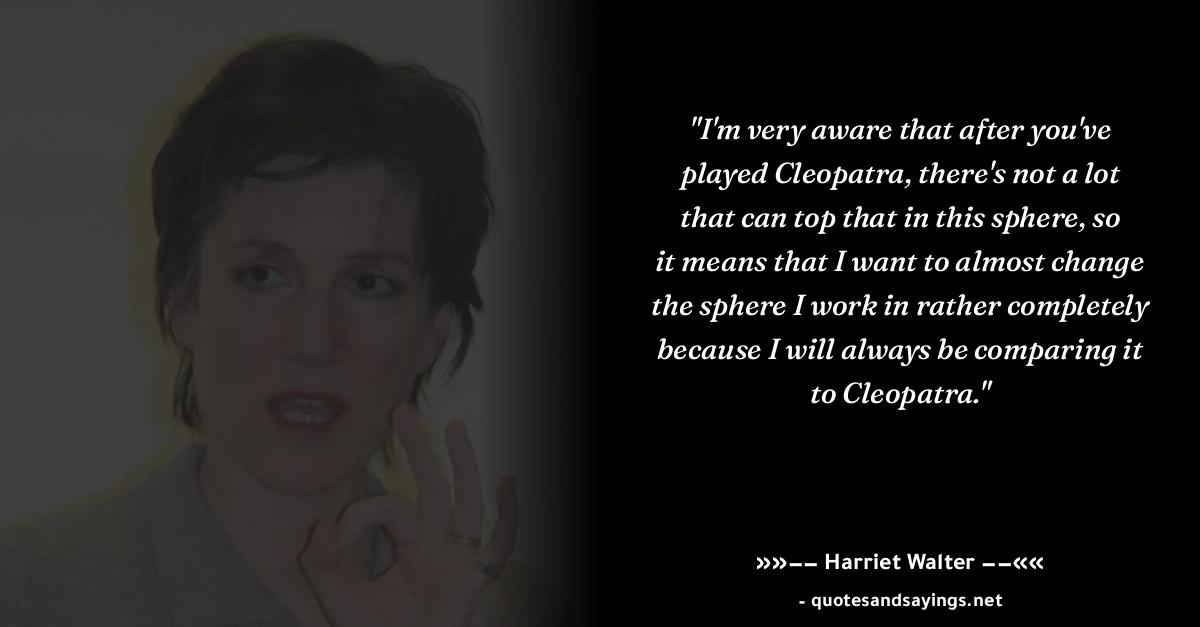 "I'm very aware that after you've
played Cleopatra, there's not a lot
that can top that in this sphere, so
it means that I want to almost change
the sphere I work in rather completely
because I will always be comparing it
to Cleopatra."
»»−− Harriet Walter −−««
- quotesandsayings.net